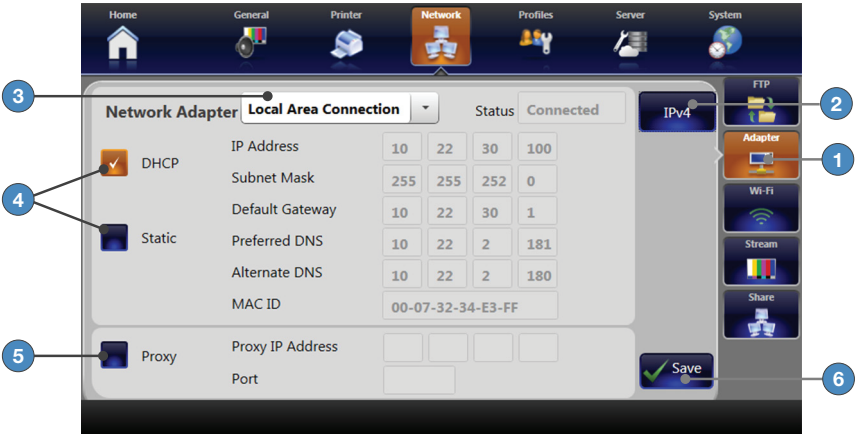 Home General Printer Network Profiles Server System
3
Network Adapter Local Area Connection Status Connected
IPv4
FTP
2
DHCP
IP Address 10 22 30 100
Adapter
1
Subnet Mask 255 255 252 0
4
Default Gateway 10 22 30 1
Wi-Fi
Static
Preferred DNS 10 22 2 181
Stream
Alternate DNS 10 22 2 180
MAC ID 00-07-32-34-E3-FF
Share
5
Proxy
Proxy IP Address
Port
Save
6